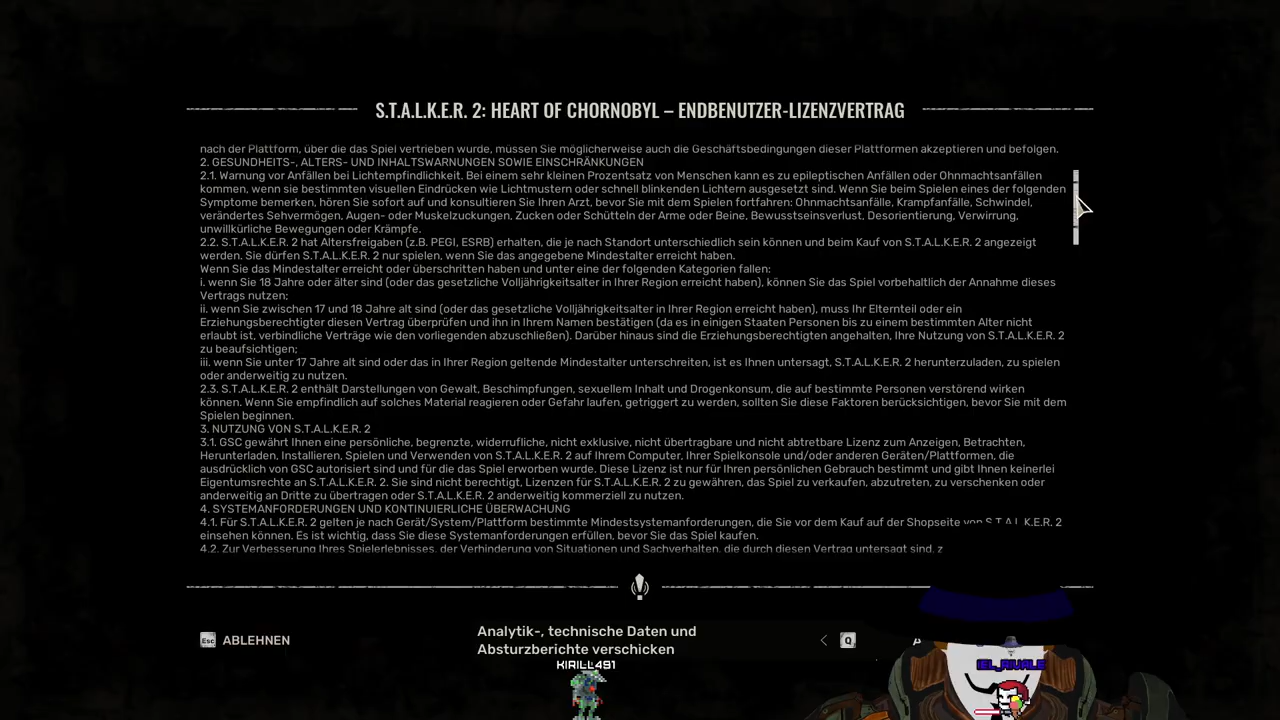 S.T.A.L.K.E.R. 2: HEART OF CHORNOBYL – ENDBENUTZER-LIZENZVERTRAG
nach der Plattform, über die das Spiel vertrieben wurde, müssen Sie möglicherweise auch die Geschäftsbedingungen dieser Plattformen akzeptieren und befolgen.
2. GESUNDHEITS-, ALTERS- UND INHALTSWARNUNGEN SOWIE EINSCHRÄNKUNGEN
2.1. Warnung vor Anfällen bei Lichtempfindlichkeit. Bei einem sehr kleinen Prozentsatz von Menschen kann es zu epileptischen Anfällen oder Ohnmachtsanfällen
kommen, wenn sie bestimmten visuellen Eindrücken wie Lichtmustern oder schnell blinkenden Lichtern ausgesetzt sind. Wenn Sie beim Spielen eines der folgenden
Symptome bemerken, hören Sie sofort auf und konsultieren Sie Ihren Arzt, bevor Sie mit dem Spielen fortfahren: Ohnmachtsanfälle, Krampfanfälle, Schwindel,
verändertes Sehvermögen, Augen- oder Muskelzuckungen, Zucken oder Schütteln der Arme oder Beine, Bewusstseinsverlust, Desorientierung, Verwirrung,
unwillkürliche Bewegungen oder Krämpfe.
2.2. S.T.A.L.K.E.R. 2 hat Altersfreigaben (z.B. PEGI, ESRB) erhalten, die je nach Standort unterschiedlich sein können und beim Kauf von S.T.A.L.K.E.R. 2 angezeigt
werden. Sie dürfen S.T.A.L.K.E.R. 2 nur spielen, wenn Sie das angegebene Mindestalter erreicht haben.
Wenn Sie das Mindestalter erreicht oder überschritten haben und unter eine der folgenden Kategorien fallen:
i. wenn Sie 18 Jahre oder älter sind (oder das gesetzliche Volljährigkeitsalter in Ihrer Region erreicht haben), können Sie das Spiel vorbehaltlich der Annahme dieses
Vertrags nutzen;
ii. wenn Sie zwischen 17 und 18 Jahre alt sind (oder das gesetzliche Volljährigkeitsalter in Ihrer Region erreicht haben), muss Ihr Elternteil oder ein
Erziehungsberechtigter diesen Vertrag überprüfen und ihn in Ihrem Namen bestätigen (da es in einigen Staaten Personen bis zu einem bestimmten Alter nicht
erlaubt ist, verbindliche Verträge wie den vorliegenden abzuschließen). Darüber hinaus sind die Erziehungsberechtigten angehalten, Ihre Nutzung von S.T.A.L.K.E.R. 2
zu beaufsichtigen;
iii. wenn Sie unter 17 Jahre alt sind oder das in Ihrer Region geltende Mindestalter unterschreiten, ist es Ihnen untersagt, S.T.A.L.K.E.R. 2 herunterzuladen, zu spielen
oder anderweitig zu nutzen.
2.3. S.T.A.L.K.E.R. 2 enthält Darstellungen von Gewalt, Beschimpfungen, sexuellem Inhalt und Drogenkonsum, die auf bestimmte Personen verstörend wirken
können. Wenn Sie empfindlich auf solches Material reagieren oder Gefahr laufen, getriggert zu werden, sollten Sie diese Faktoren berücksichtigen, bevor Sie mit dem
Spielen beginnen.
3. NUTZUNG VON S.T.A.L.K.E.R. 2
3.1. GSC gewährt Ihnen eine persönliche, begrenzte, widerrufliche, nicht exklusive, nicht übertragbare und nicht abtretbare Lizenz zum Anzeigen, Betrachten,
Herunterladen, Installieren, Spielen und Verwenden von S.T.A.L.K.E.R. 2 auf Ihrem Computer, Ihrer Spielkonsole und/oder anderen Geräten/Plattformen, die
ausdrücklich von GSC autorisiert sind und für die das Spiel erworben wurde. Diese Lizenz ist nur für Ihren persönlichen Gebrauch bestimmt und gibt Ihnen keinerlei
Eigentumsrechte an S.T.A.L.K.E.R. 2. Sie sind nicht berechtigt, Lizenzen für S.T.A.L.K.E.R. 2 zu gewähren, das Spiel zu verkaufen, abzutreten, zu verschenken oder
anderweitig an Dritte zu übertragen oder S.T.A.L.K.E.R. 2 anderweitig kommerziell zu nutzen.
4. SYSTEMANFORDERUNGEN UND KONTINUIERLICHE ÜBERWACHUNG
4.1. Für S.T.A.L.K.E.R. 2 gelten je nach Gerät/System/Plattform bestimmte Mindestsystemanforderungen, die Sie vor dem Kauf auf der Shopseite von S.T.A.L.K.E.R. 2
einsehen können. Es ist wichtig, dass Sie diese Systemanforderungen erfüllen, bevor Sie das Spiel kaufen.
4.2. Zur Verbesserung Ihres Spielerlebnisses, der Verhinderung von Situationen und Sachverhalten, die durch diesen Vertrag untersagt sind, z
Esc ABLEHNEN
Analytik-, technische Daten und
Absturzberichte verschicken
Q
A
KIRILL491